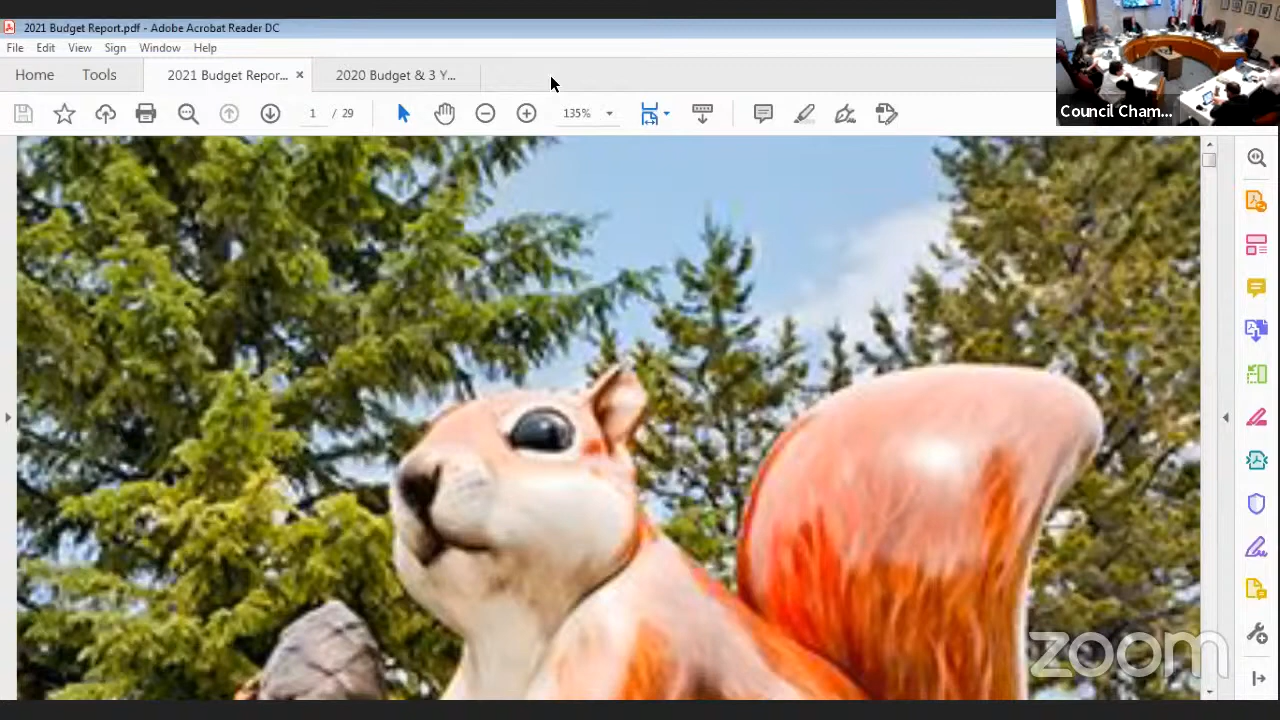 2021 Budget Report.pdf - Adobe Acrobat Reader DC
File Edit View Sign Window Help
Home Tools 2021 Budget Repor... × 2020 Budget & 3 Y...
1 / 29 135%
Council Cham...
zoom